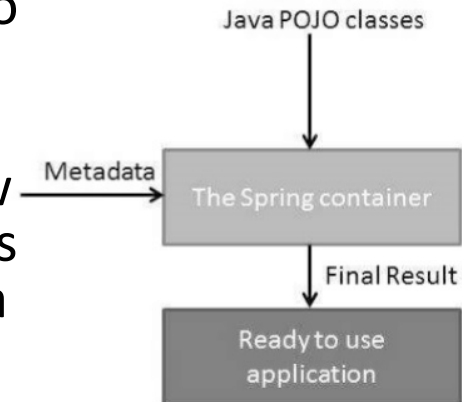 Java POJO classes
Metadata
The Spring container
Final Result
Ready to use
application